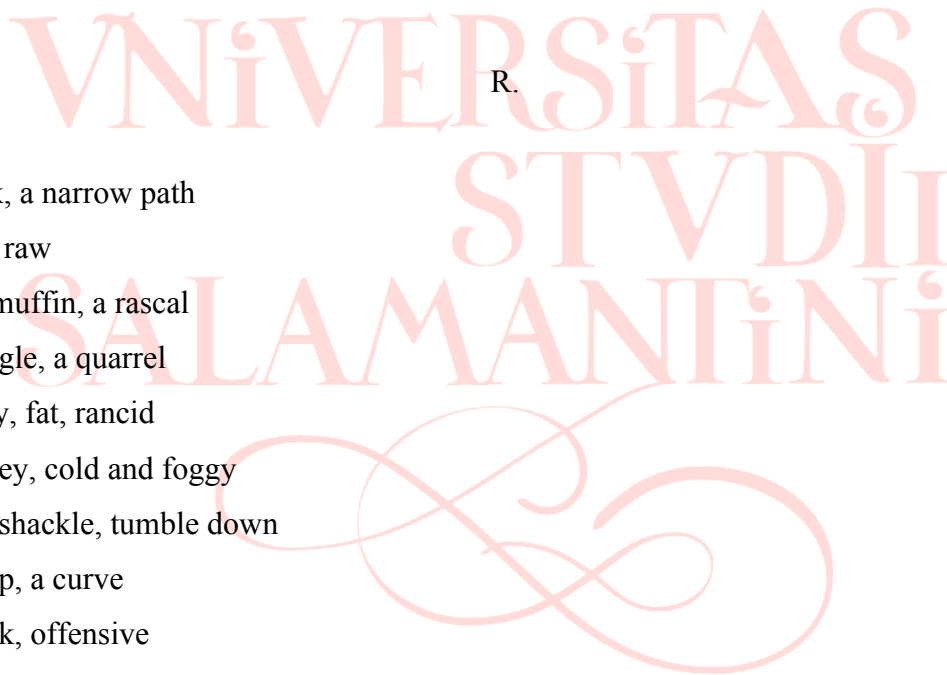 VNiVERSiTAS
R.
STVDII
k, a narrow path
raw
muffin, a rascal
SALAMANTiNi
gle, a quarrel
y, fat, rancid
ey, cold and foggy
shackle, tumble down
p, a curve
k, offensive